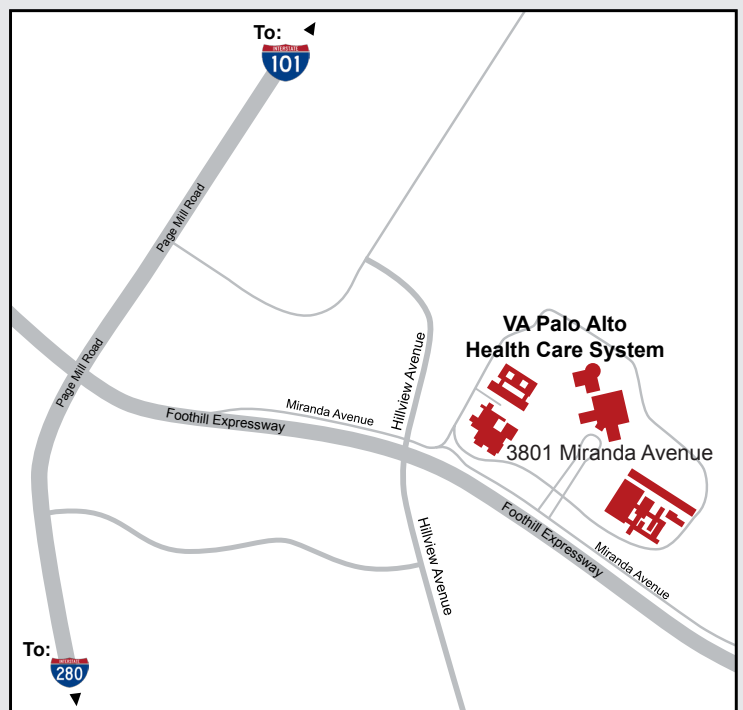 To:
INTERSTATE
101
Page Mill Road
VA Palo Alto
Health Care System
Page Mill Road
Hillview Avenue
Miranda Avenue
Foothill Expressway
3801 Miranda Avenue
Foothill Expressway
Hillview Avenue
Miranda Avenue
To:
INTERSTATE
280